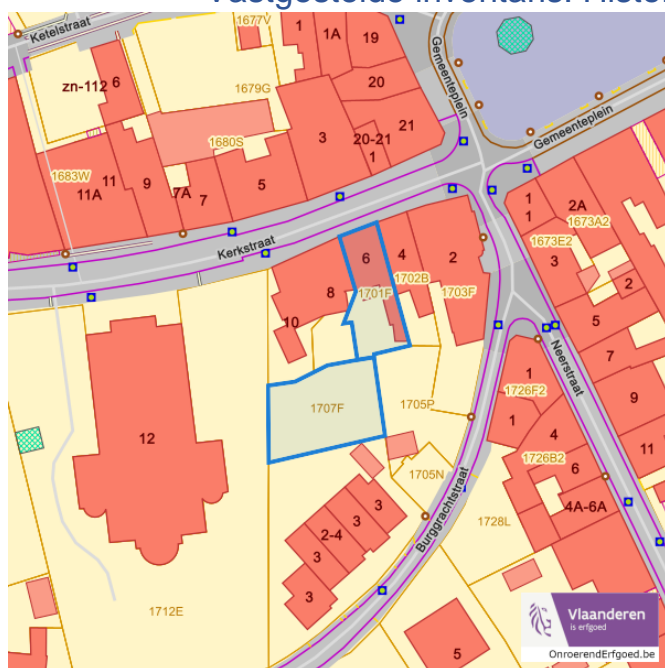 Vastgestelde Inventaris: Histor
Ketelstraat
1677V
1
1A
19
Gemeenteplein
zn-112
6
1679G
20
3
20-21
21
1
Gemeenteplein
1680S
1683W
11
11A
9
7A
7
5
Kerkstraat
1
1
2A
1673A2
1673E2
3
2
6
4
2
1702B
1701F
1703F
8
10
5
7
Neerstraat
1
1726F2
1
9
1707F
1705P
12
4
1726B2
6
11
4A-6A
1705N
Burggrachtstraat
2-4
3
3
3
3
1728L
1712E
5
Vlaanderen
is erfgoed
OnroerendErfgoed.be